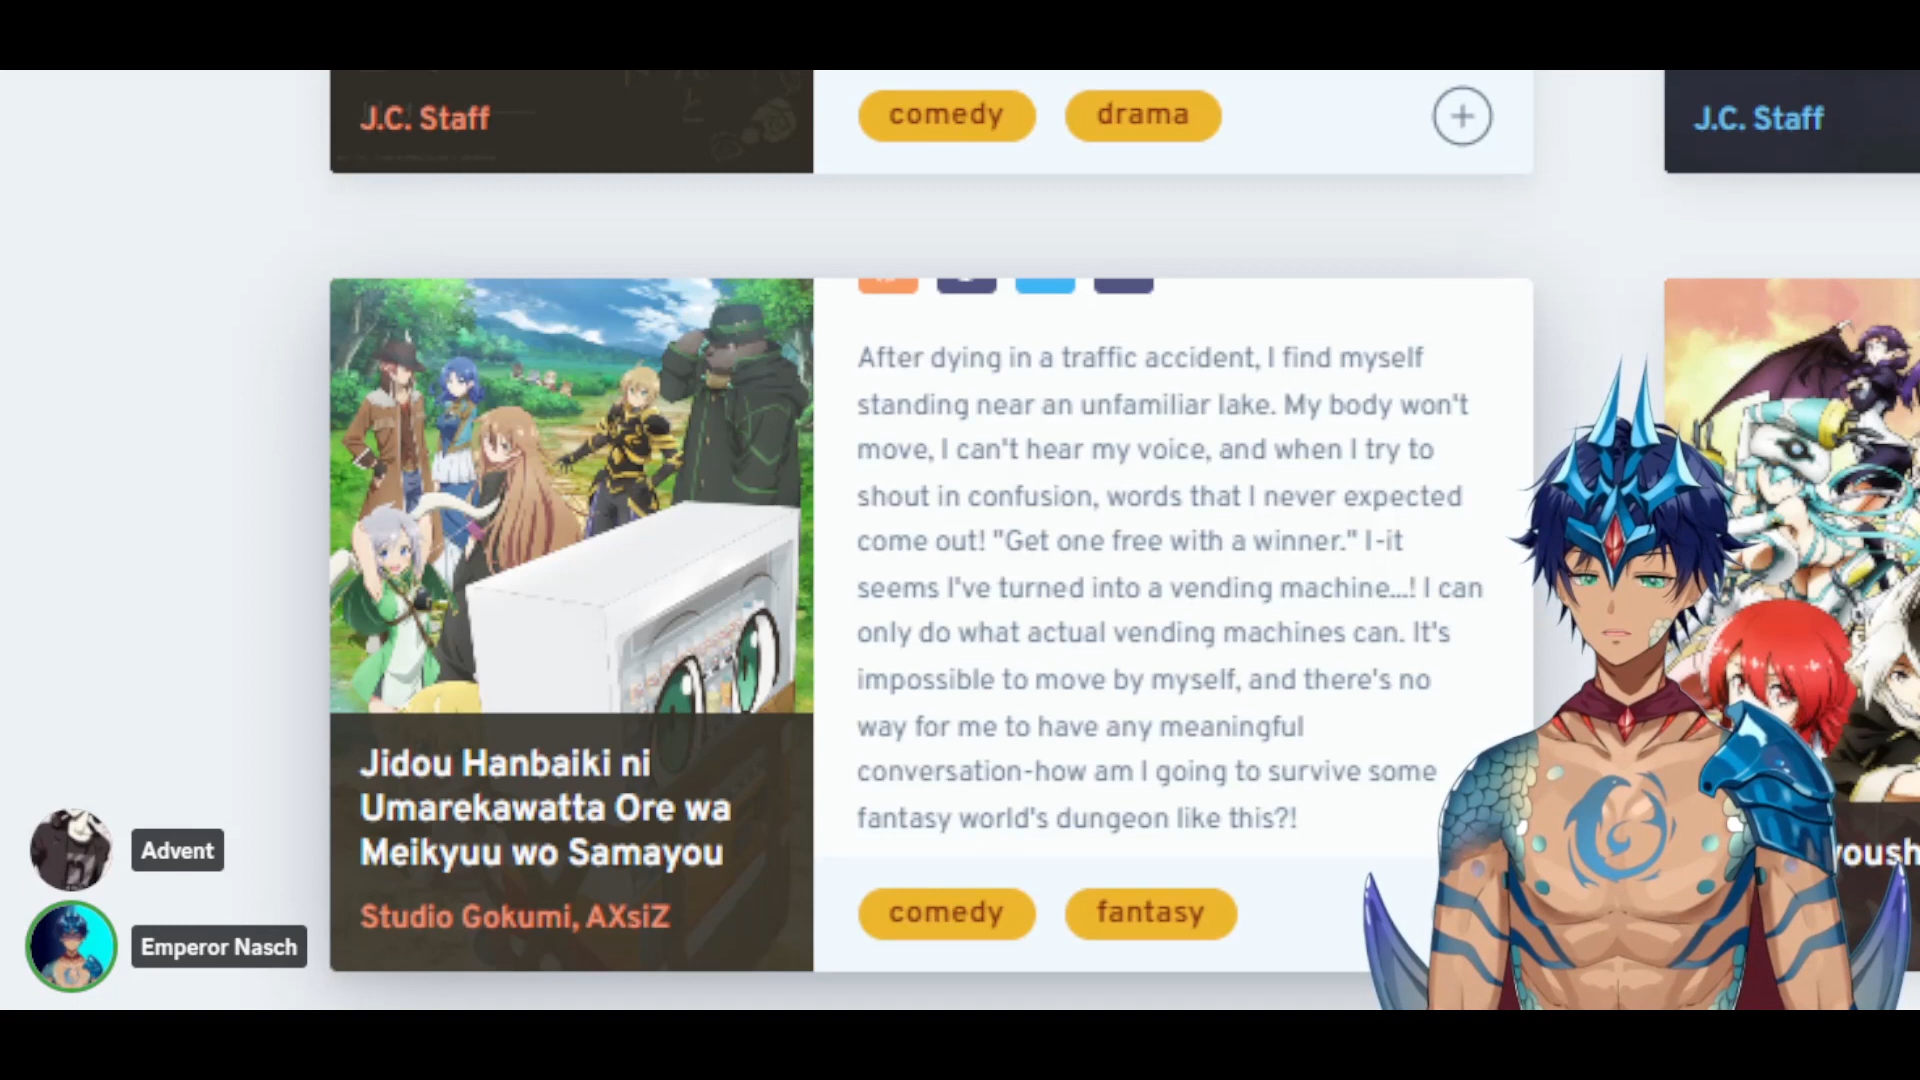 J.C. Staff
comedy
drama
J.C. Staff
After dying in a traffic accident, I find myself
standing near an unfamiliar lake. My body won't
move, I can't hear my voice, and when I try to
shout in confusion, words that I never expected
come out! "Get one free with a winner." I-it
seems I've turned into a vending machine...! I can
only do what actual vending machines can. It's
impossible to move by myself, and there's no
way for me to have any meaningful
conversation-how am I going to survive some
fantasy world's dungeon like this?!
Jidou Hanbaiki ni
Umarekawatta Ore wa
Meikyuu wo Samayou
Studio Gokumi, AXsiZ
comedy
fantasy
Advent
Emperor Nasch